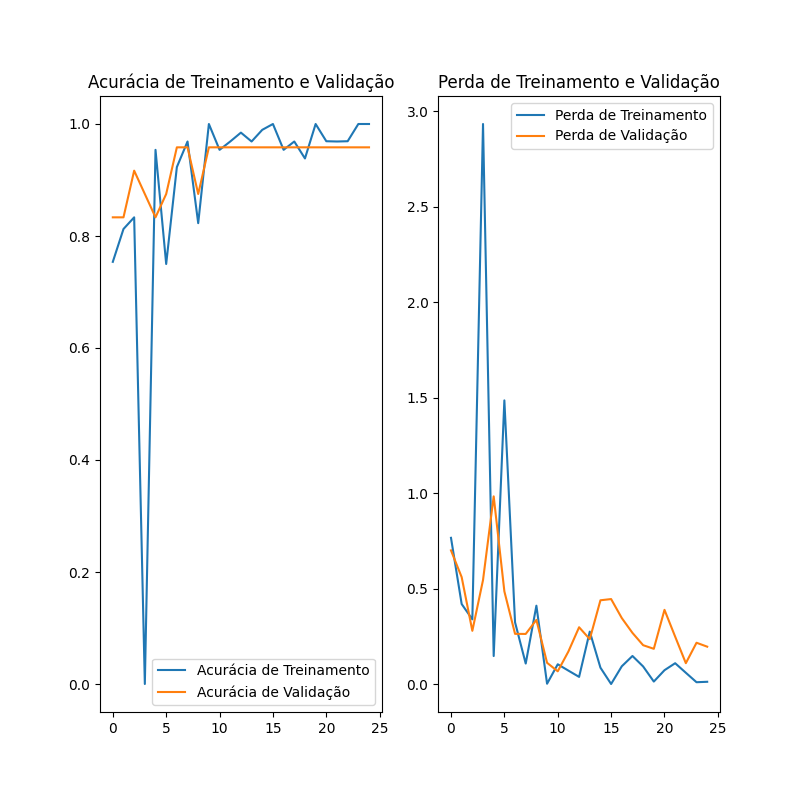 Acurácia de Treinamento e Validação
1.0
0.8
0.6
0.4
0.2
0.0
0 5 10 15 20 25
Acurácia de Treinamento
Acurácia de Validação
Perda de Treinamento e Validação
3.0
2.5
2.0
1.5
1.0
0.5
0.0
0 5 10 15 20 25
Perda de Treinamento
Perda de Validação